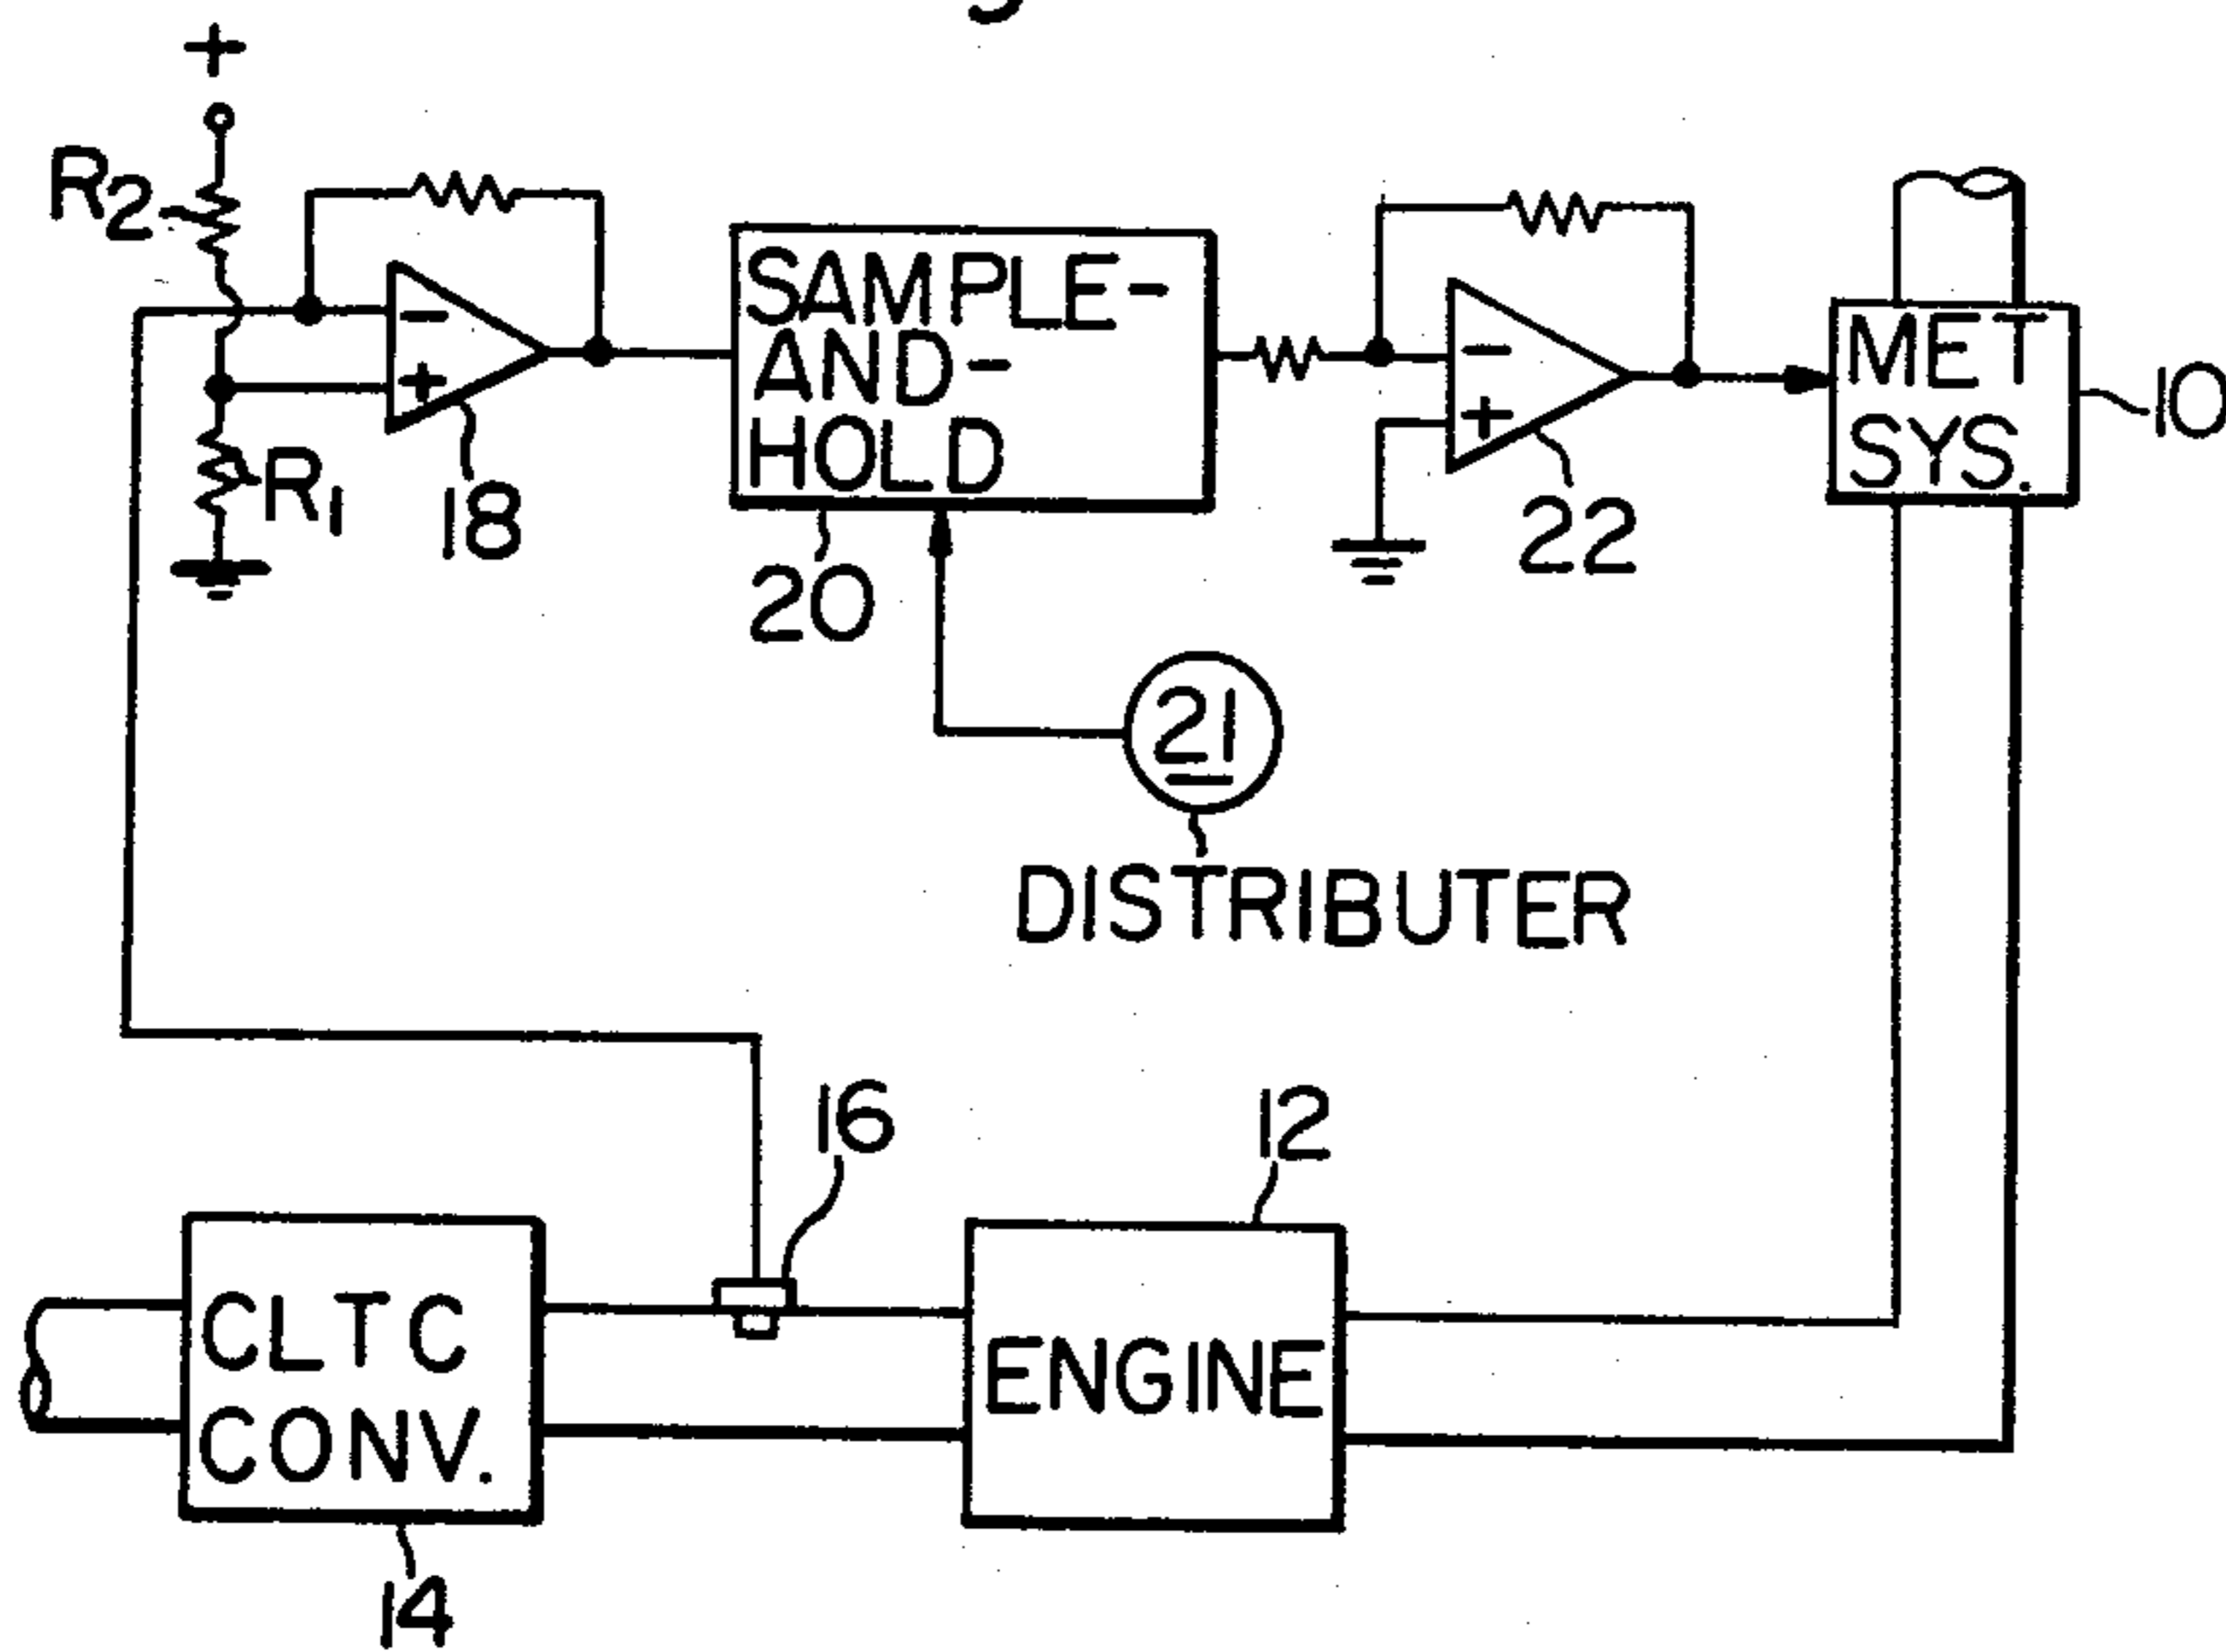 +
R2
SAMPLE-
AND-
HOLD
-
+
-
+
MET
SYS.
10
R1
18
20
22
21
DISTRIBUTER
16
12
CLTC
CONV.
ENGINE
14